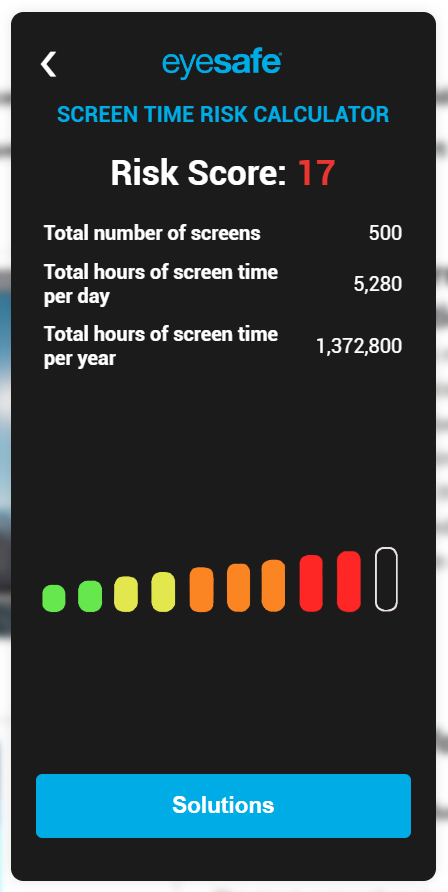 eyesafe
SCREEN TIME RISK CALCULATOR
Risk Score: 17
Total number of screens 500
Total hours of screen time
per day 5,280
Total hours of screen time
per year 1,372,800
Solutions